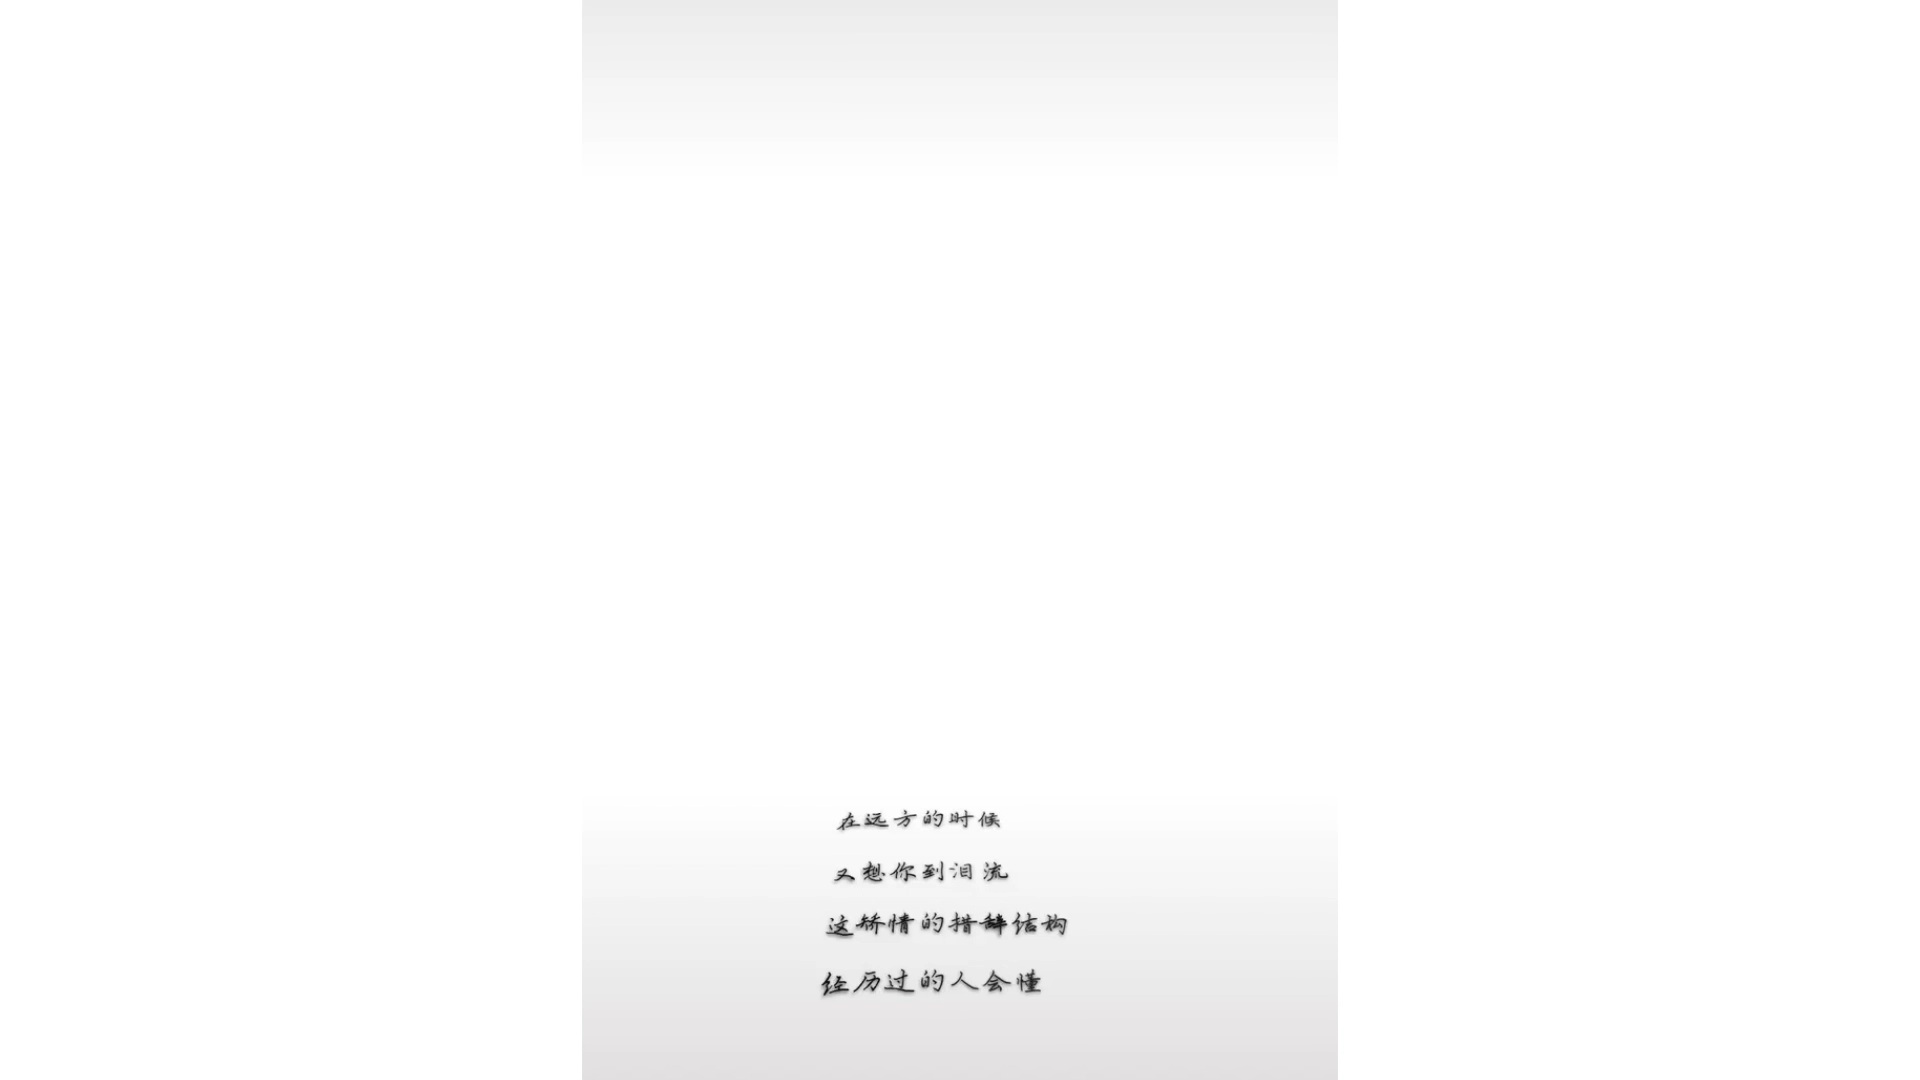 在远方的时候
又想你到泪流
这矫情的措辞结构
经历过的人会懂